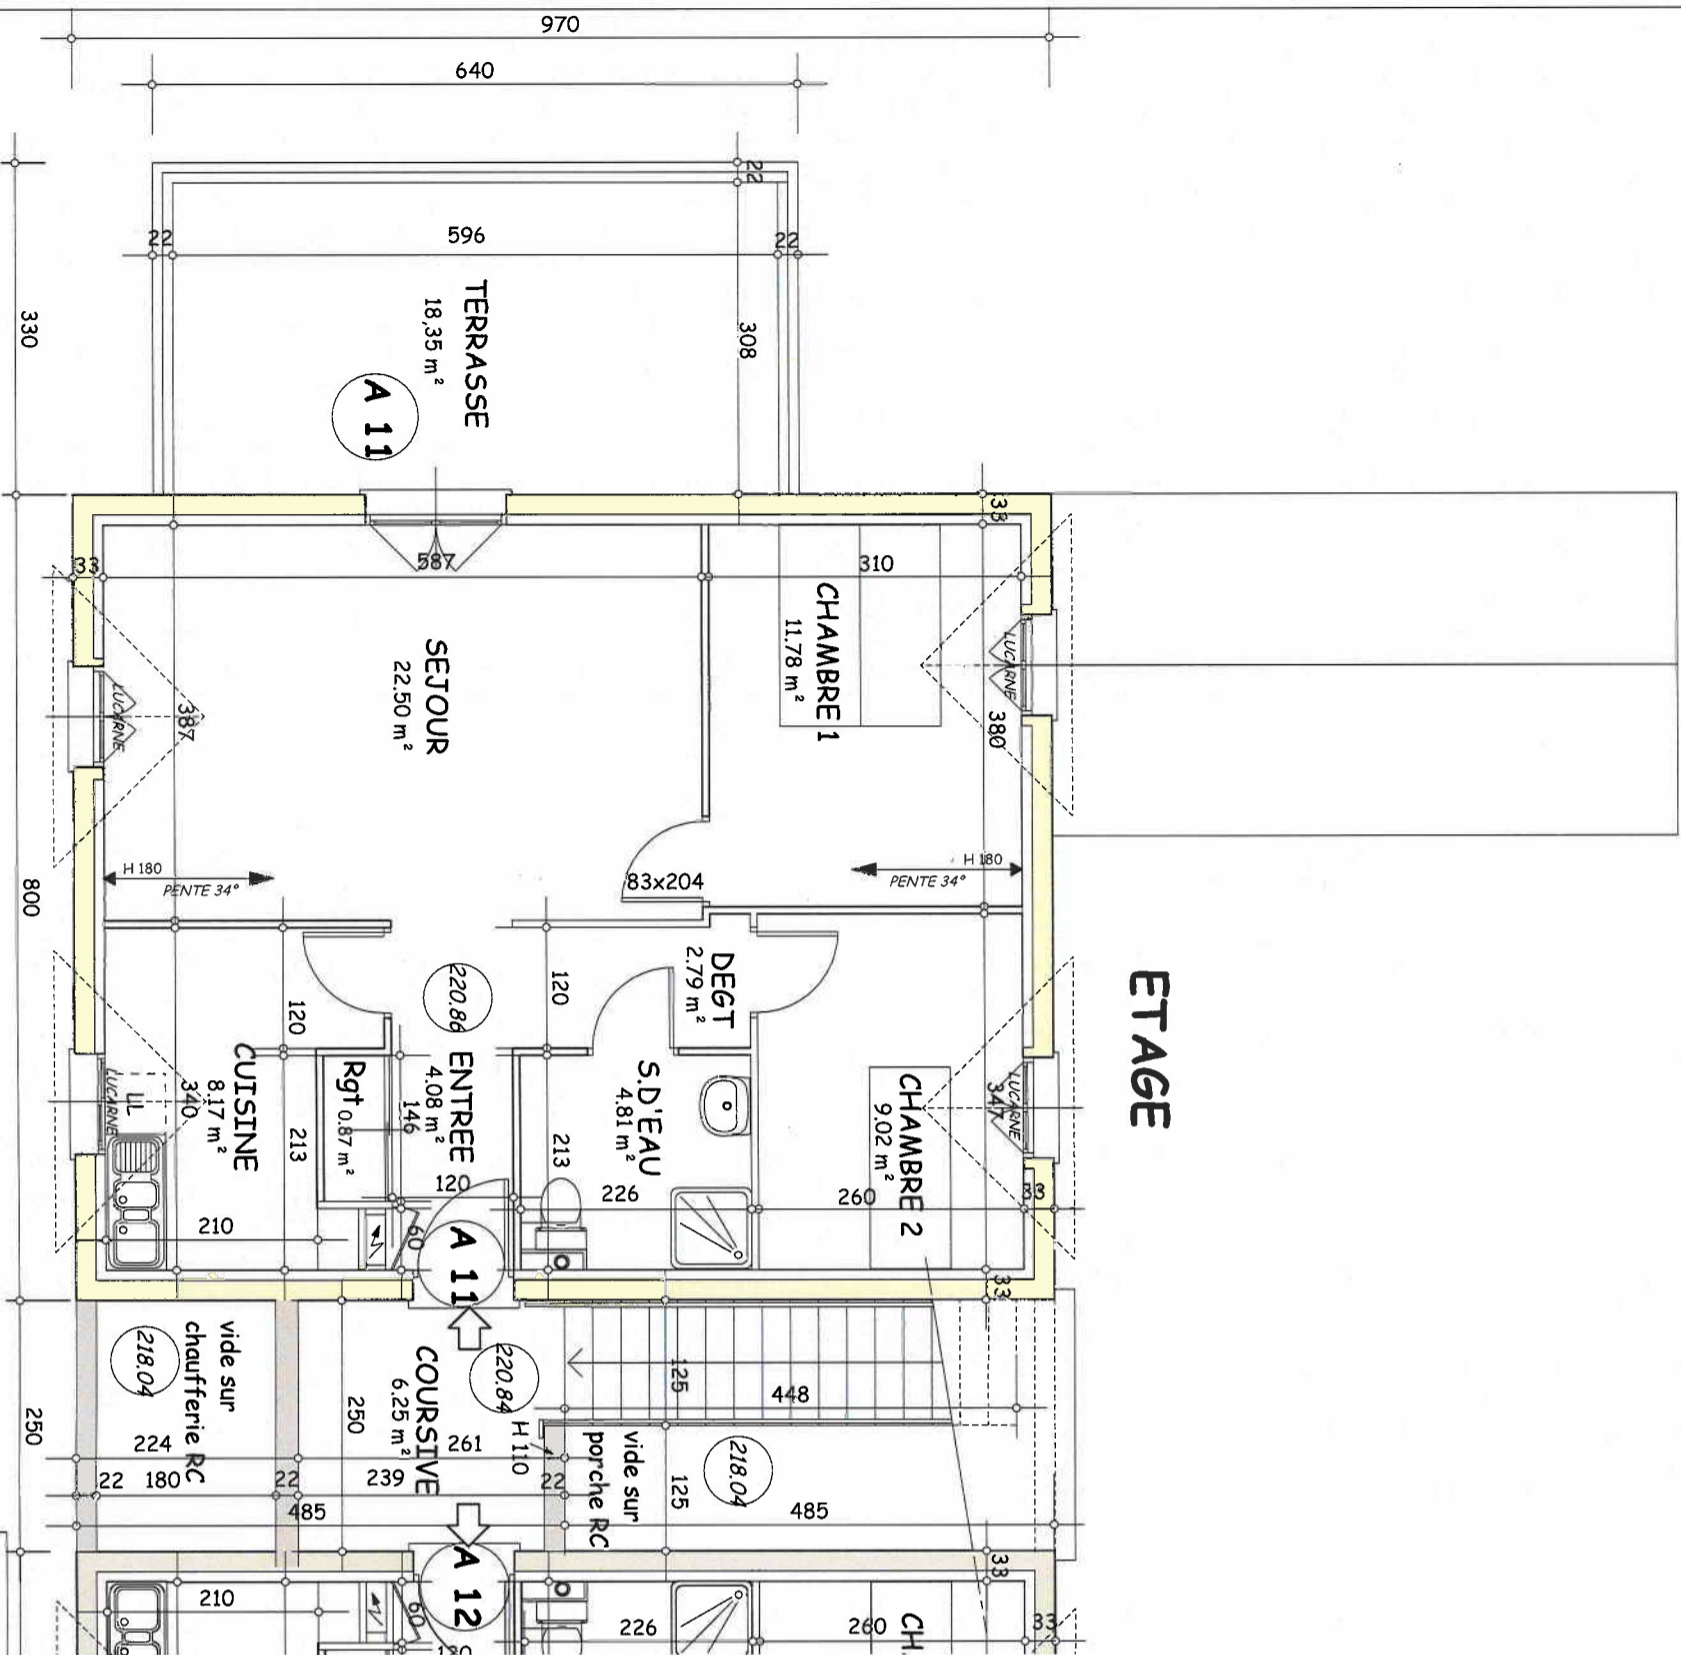 970
640
22
22
596
22
330
TERRASSE
18,35 m²
308
A 11
38
33
587
310
CHAMBRE 1
11.78 m²
LUCARNE
380
SEJOUR
22.50 m²
LUCARNE
387
H 180
PENTE 34°
H 180
PENTE 34°
83x204
800
ETAGE
DEGT
2.79 m²
220.86
120
120
ENTREE
4.08 m²
146
CUISINE
8.17 m²
340
LUCARNE
LL
Rgt 0.87 m²
213
213
S.D'EAU
4.81 m²
CHAMBRE 2
9.02 m²
LUCARNE
347
120
226
260
33
210
60
A 11
33
vide sur
chaufferie RC
218.04
COURSIVE
6.25 m²
220.84
H 110
125
448
250
250
vide sur
porche RC
218.04
125
224
261
22
180
22
239
22
485
485
A 12
33
210
60
226
260
CH.
33